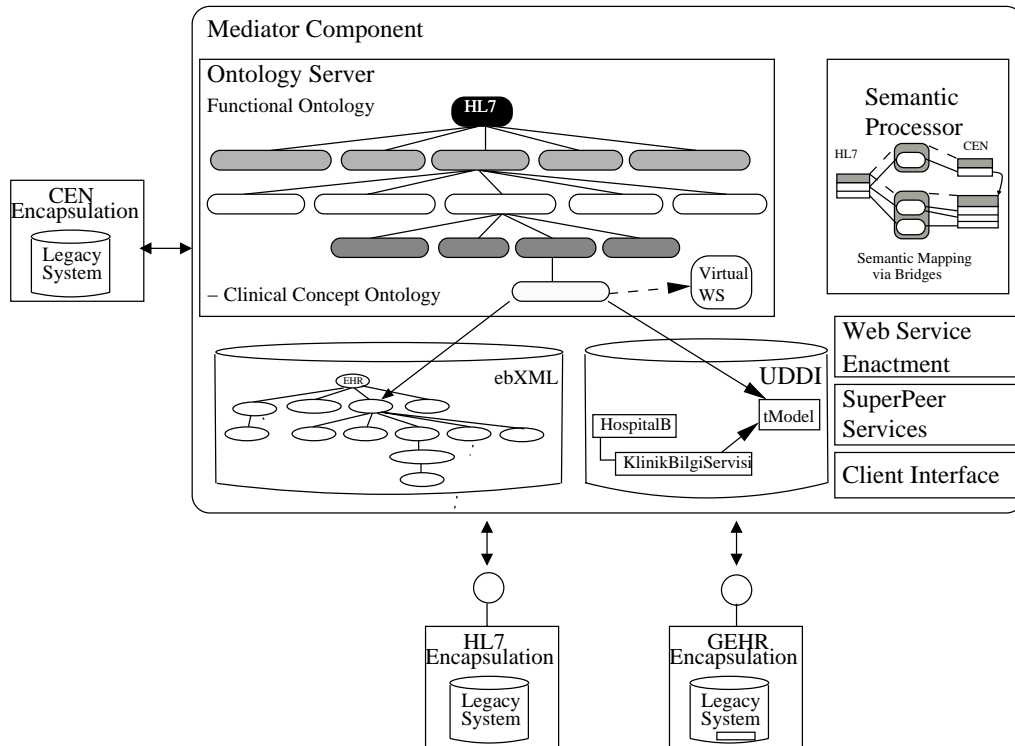 Mediator Component
Ontology Server
Functional Ontology
HL7
– Clinical Concept Ontology
Virtual
WS
Semantic
Processor
HL7
CEN
Semantic Mapping
via Bridges
CEN
Encapsulation
Legacy
System
ebXML
EHR
UDDI
tModel
HospitalB
KlinikBilgiServisi
Web Service
Enactment
SuperPeer
Services
Client Interface
HL7
Encapsulation
Legacy
System
GEHR
Encapsulation
Legacy
System